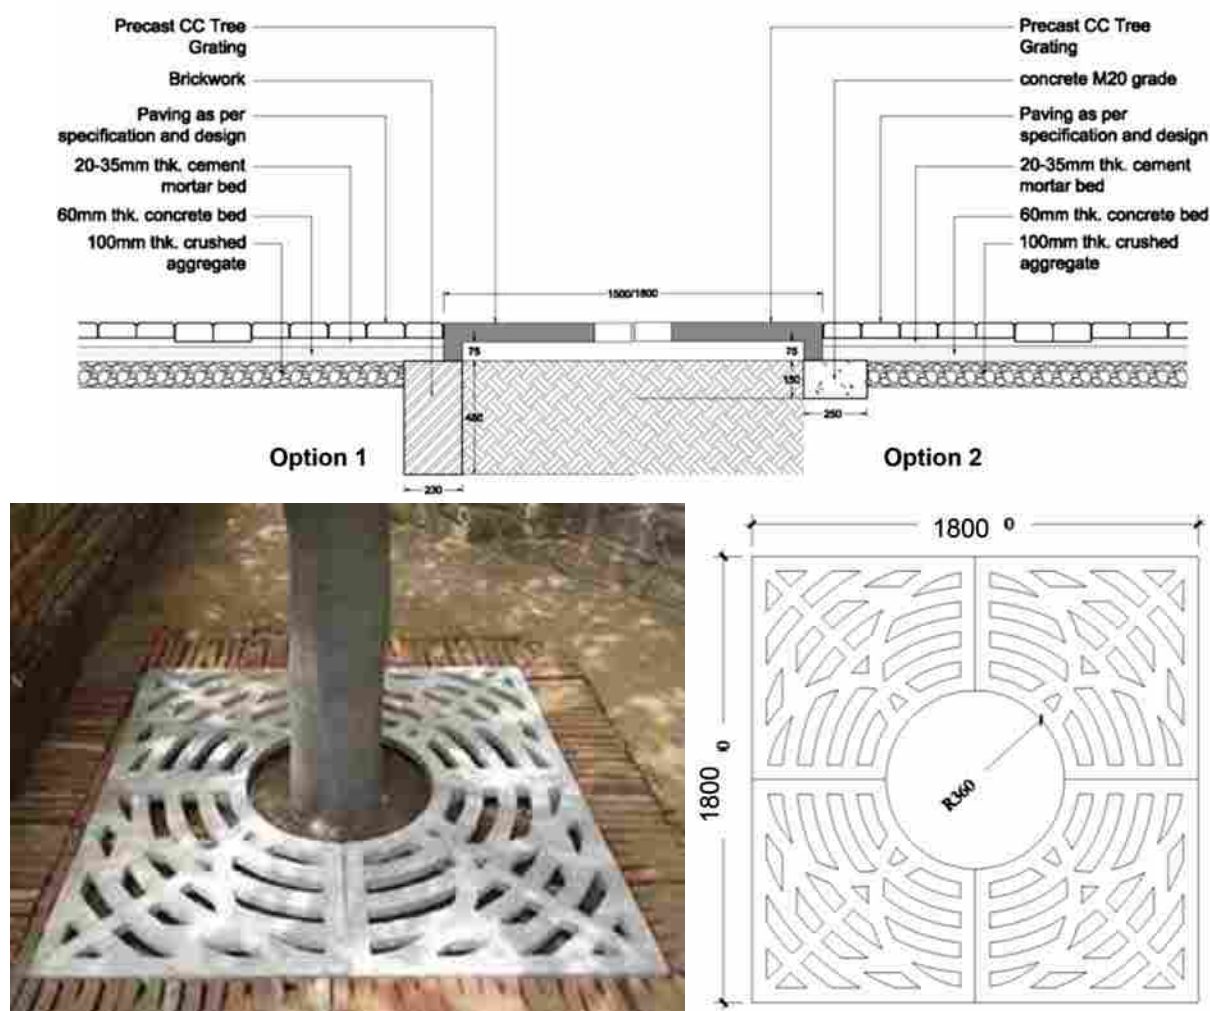 Precast CC Tree
Grating
Brickwork
Paving as per
specification and design
20-35mm thk. cement
mortar bed
60mm thk. concrete bed
100mm thk. crushed
aggregate
Precast CC Tree
Grating
concrete M20 grade
Paving as per
specification and design
20-35mm thk. cement
mortar bed
60mm thk. concrete bed
100mm thk. crushed
aggregate
1500/1800
75
75
150
250
450
230
Option 1
Option 2
1800
1800
R360